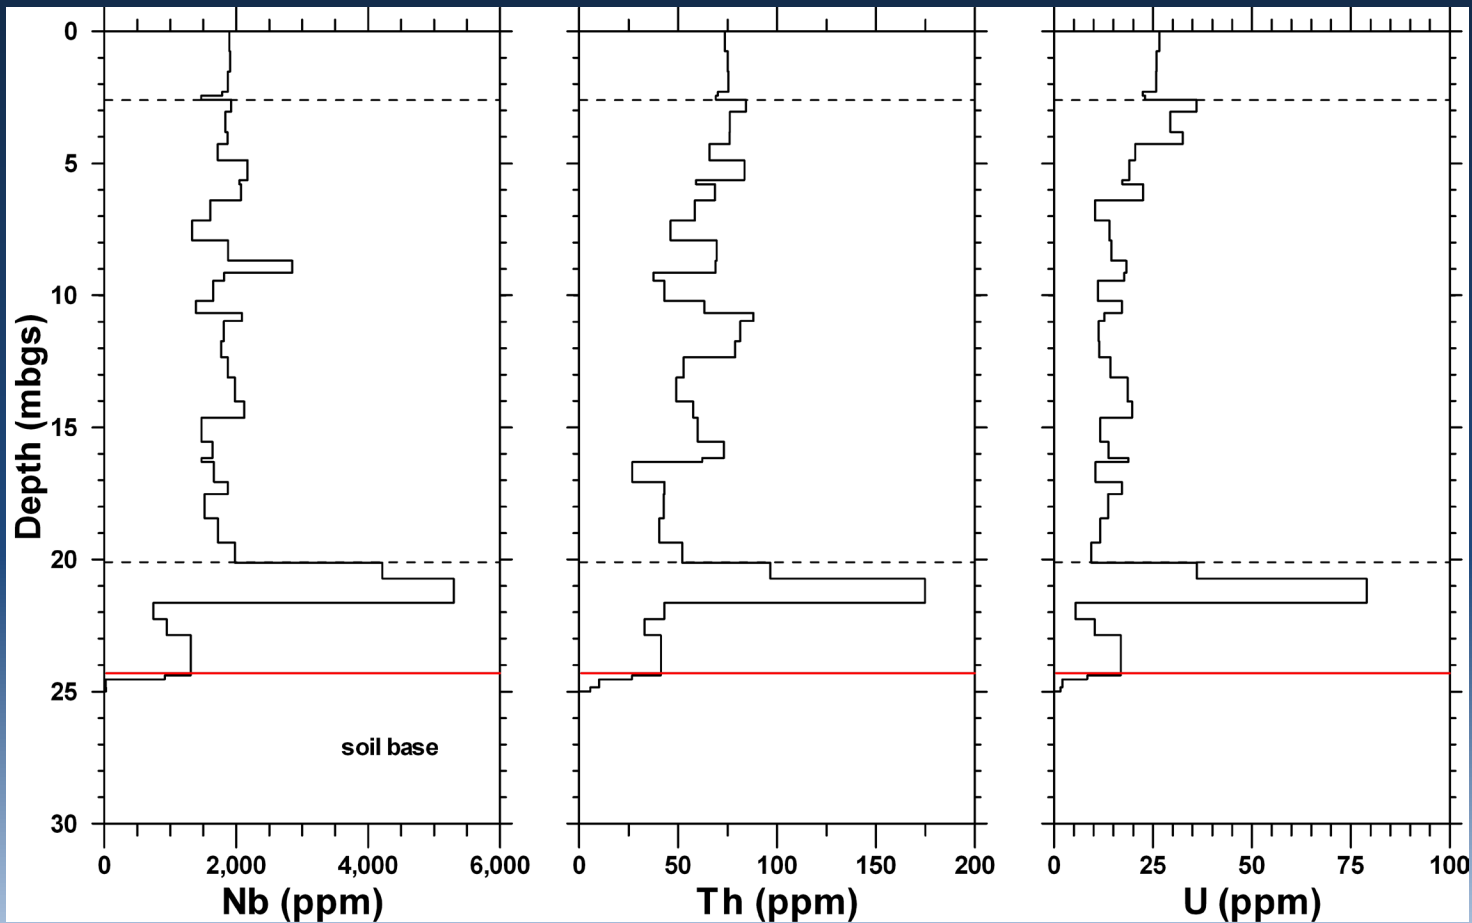 0
5
10
15
20
25
30
Depth (mbgs)
soil base
0 2,000 4,000 6,000
Nb (ppm)
0 50 100 150 200
Th (ppm)
0 25 50 75 100
U (ppm)